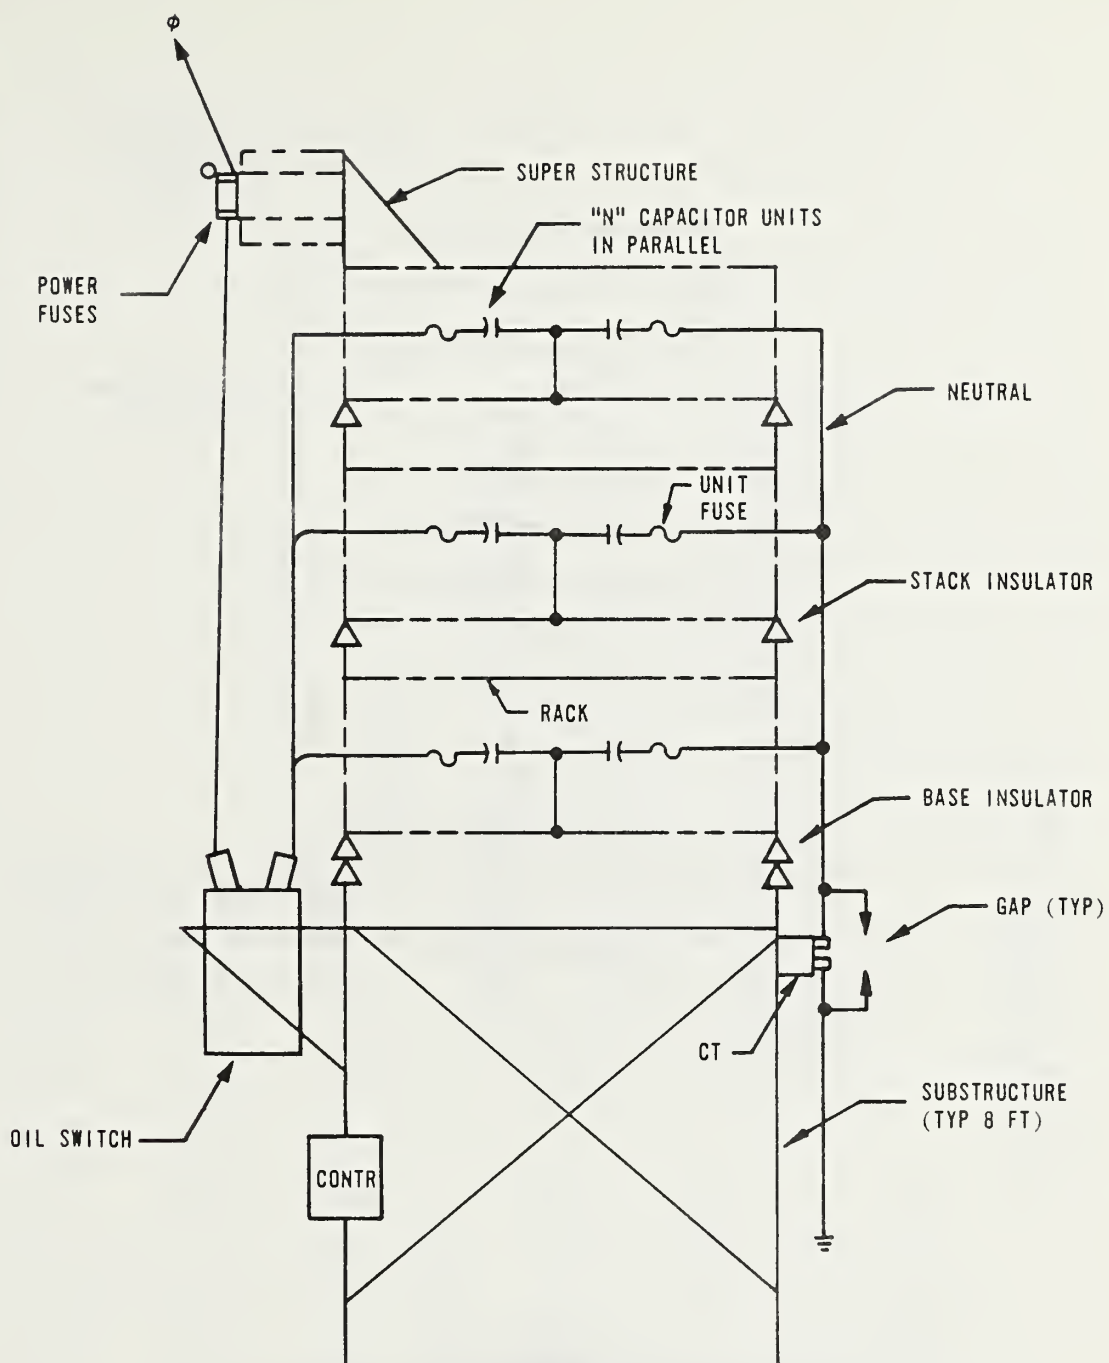 ø
SUPER STRUCTURE
"N" CAPACITOR UNITS
IN PARALLEL
POWER
FUSES
NEUTRAL
UNIT
FUSE
STACK INSULATOR
RACK
BASE INSULATOR
GAP (TYP)
CT
SUBSTRUCTURE
(TYP 8 FT)
OIL SWITCH
CONTR